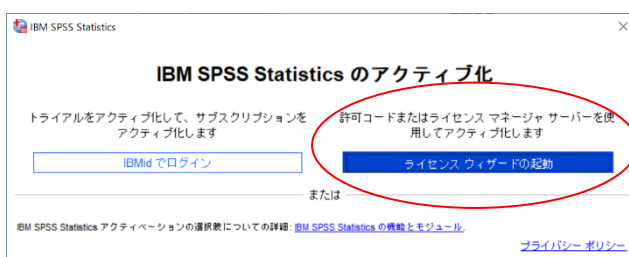 IBM SPSS Statistics
IBM SPSS Statistics のアクティブ化
トライアルをアクティブ化して、サブスクリプションを
アクティブ化します
IBMid でログイン
許可コードまたはライセンス マネージャ サーバーを使
用してアクティブ化します
ライセンス ウィザードの起動
または
IBM SPSS Statistics アクティベーションの選択肢についての詳細: IBM SPSS Statistics の機能とモジュール.
プライバシー ポリシー